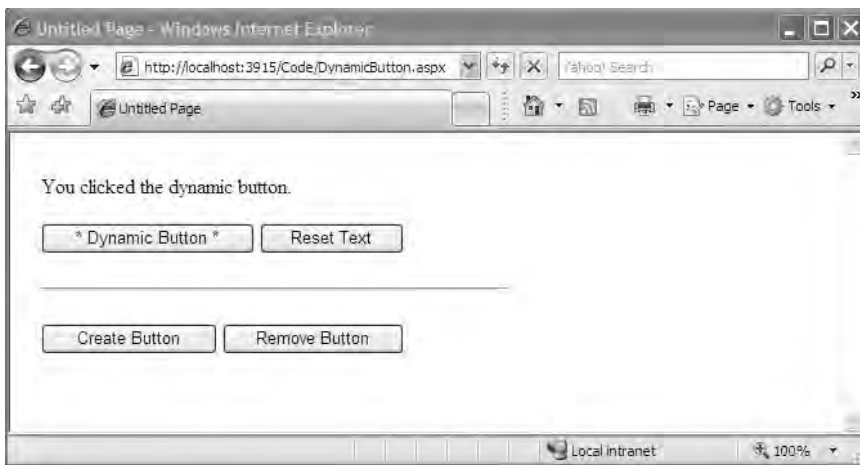 Untitled Page - Windows Internet Explorer
http://localhost:3915/Code/DynamicButton.aspx
Yahoo! Search
Untitled Page
Page
Tools
»
You clicked the dynamic button.
* Dynamic Button * Reset Text
Create Button Remove Button
Local intranet 100%